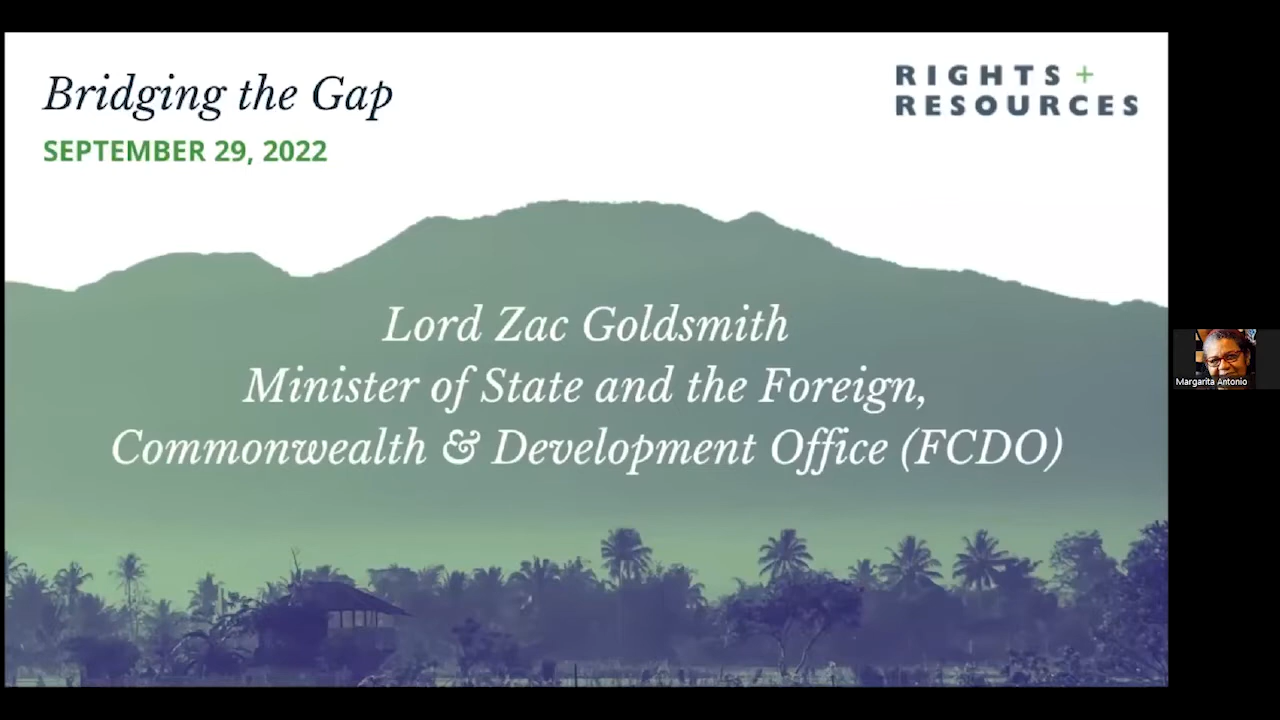 Bridging the Gap
SEPTEMBER 29, 2022
RIGHTS +
RESOURCES
Lord Zac Goldsmith
Minister of State and the Foreign,
Commonwealth & Development Office (FCDO)
Margarita Antonio